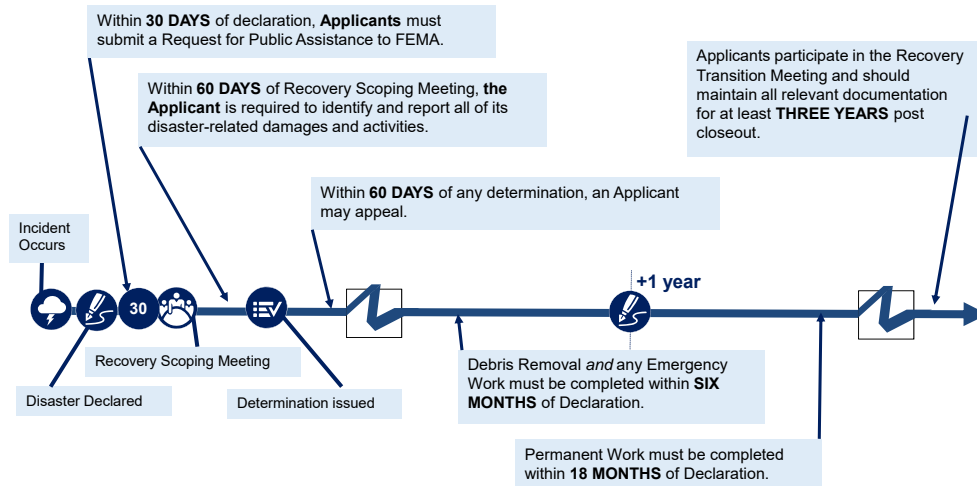 Within 30 DAYS of declaration, Applicants must
submit a Request for Public Assistance to FEMA.
Within 60 DAYS of Recovery Scoping Meeting, the
Applicant is required to identify and report all of its
disaster-related damages and activities.
Applicants participate in the Recovery
Transition Meeting and should
maintain all relevant documentation
for at least THREE YEARS post
closeout.
Within 60 DAYS of any determination, an Applicant
may appeal.
Incident
Occurs
+1 year
30
Recovery Scoping Meeting
Disaster Declared
Determination issued
Debris Removal and any Emergency
Work must be completed within SIX
MONTHS of Declaration.
Permanent Work must be completed
within 18 MONTHS of Declaration.